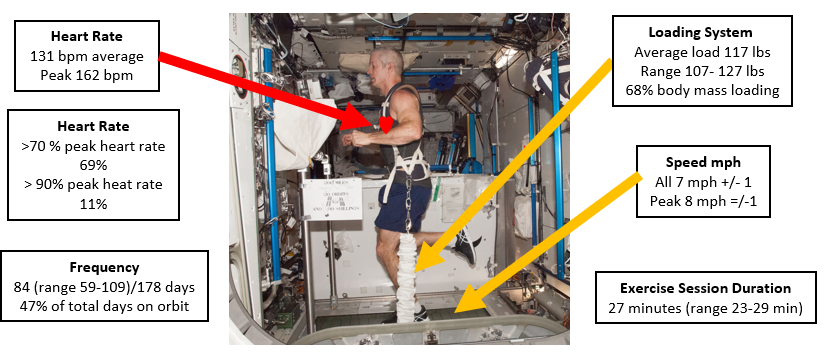 Heart Rate
131 bpm average
Peak 162 bpm
Heart Rate
>70 % peak heart rate
69%
> 90% peak heat rate
11%
Frequency
84 (range 59-109)/178 days
47% of total days on orbit
Loading System
Average load 117 lbs
Range 107- 127 lbs
68% body mass loading
Speed mph
All 7 mph +/- 1
Peak 8 mph =/-1
Exercise Session Duration
27 minutes (range 23-29 min)